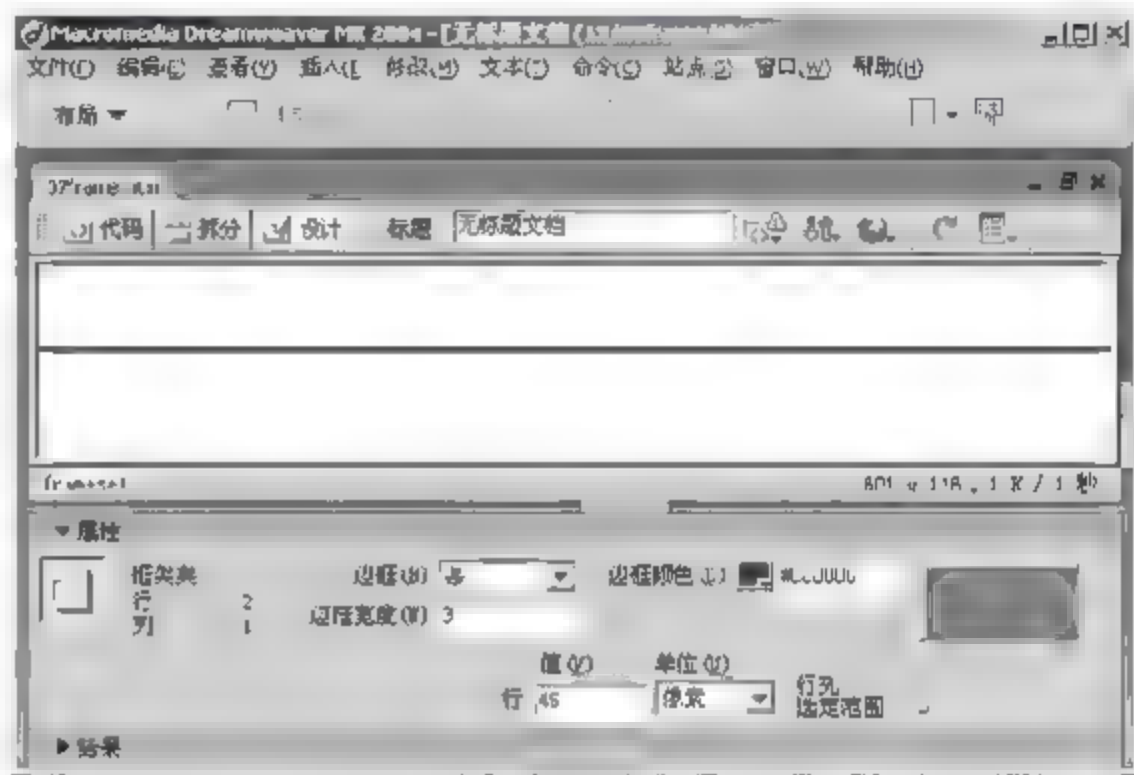 Macromedia Dreamweaver MX 2004 - [无标题文档
文件(F) 编辑(E) 查看(V) 插入(I 修改(M) 文本(T) 命令(C) 站点(S) 窗口(W) 帮助(H)
布局
代码 拆分 设计 标题 无标题文档
frameset
1 K / 1 秒
属性
框架集
行 2
列 1
边框(B) 是
边框颜色
边框宽度(W) 3
值(V) 单位(U)
行 像素
行列
选定范围
结果